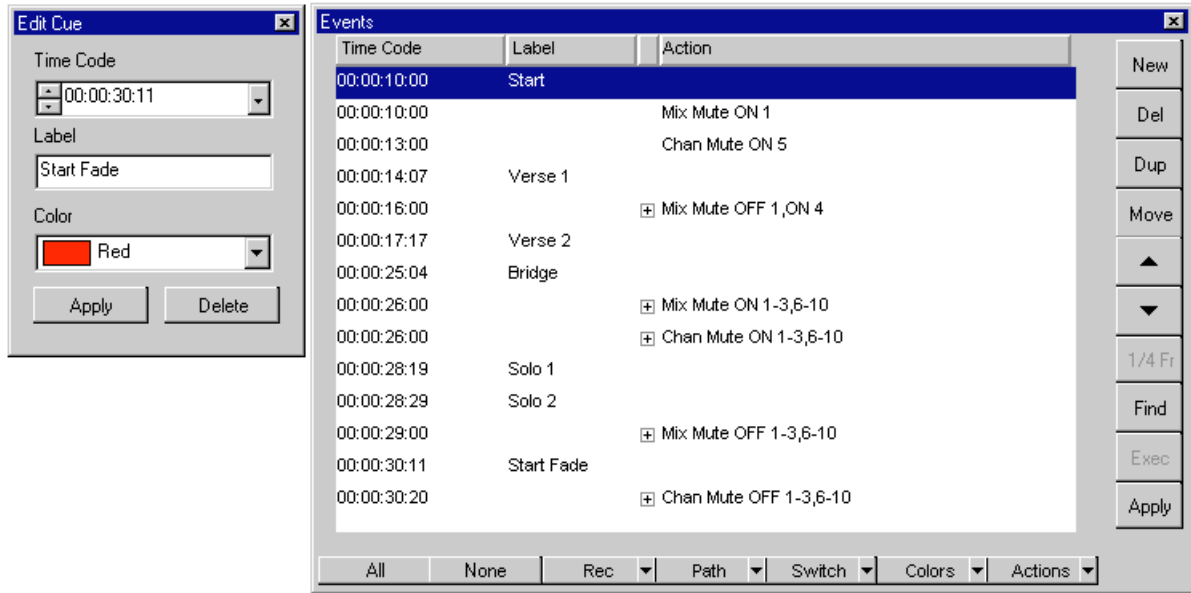 Edit Cue
Time Code
00:00:30:11
Label
Start Fade
Color
Red
Apply Delete
Events
Time Code Label Action
00:00:10:00 Start
00:00:10:00 Mix Mute ON 1
00:00:13:00 Chan Mute ON 5
00:00:14:07 Verse 1
00:00:16:00 Mix Mute OFF 1,ON 4
00:00:17:17 Verse 2
00:00:25:04 Bridge
00:00:26:00 Mix Mute ON 1-3,6-10
00:00:26:00 Chan Mute ON 1-3,6-10
00:00:28:19 Solo 1
00:00:28:29 Solo 2
00:00:29:00 Mix Mute OFF 1-3,6-10
00:00:30:11 Start Fade
00:00:30:20 Chan Mute OFF 1-3,6-10
New
Del
Dup
Move
1/4 Fr
Find
Exec
Apply
All None Rec Path Switch Colors Actions